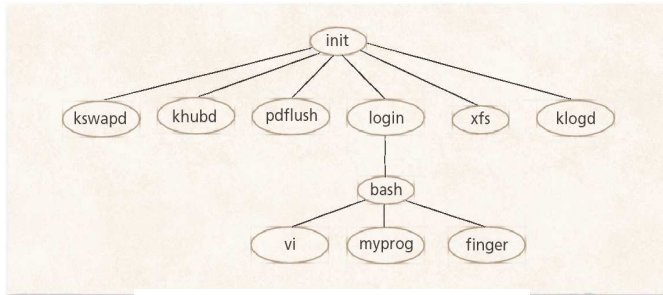 init
kswapd khubd pdflush login xfs klogd
bash
vi myprog finger